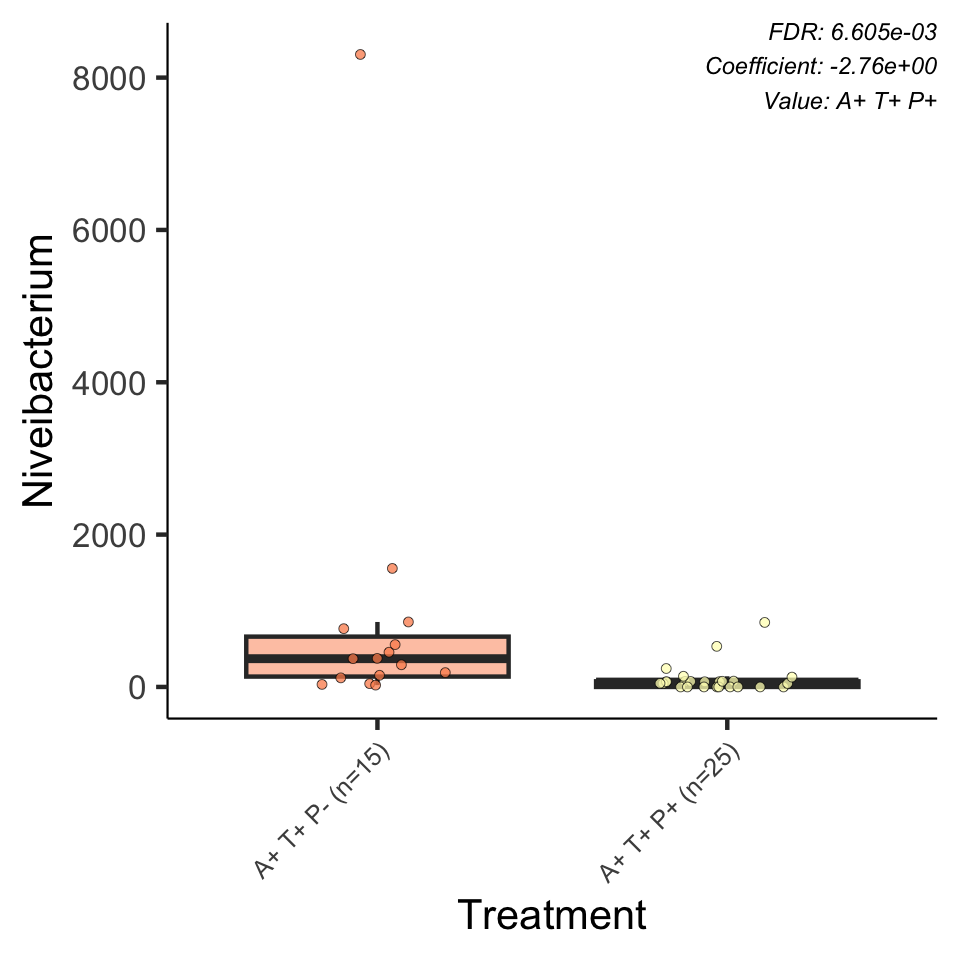 FDR: 6.605e-03
Coefficient: -2.76e+00
Value: A+ T+ P+
Niveibacterium
8000
6000
4000
2000
0
A+ T+ P- (n=15)
A+ T+ P+ (n=25)
Treatment